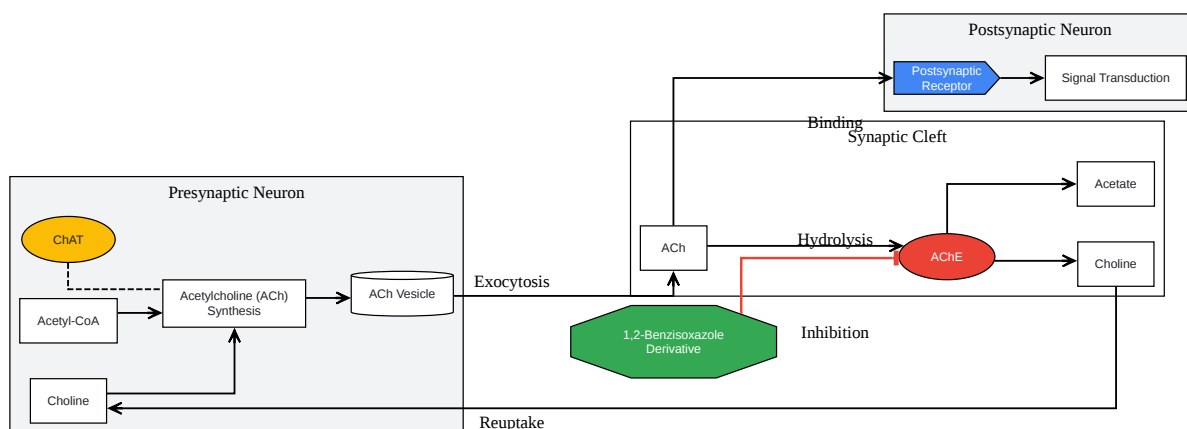 Postsynaptic Neuron
Postsynaptic
Receptor
Signal Transduction
Binding
Synaptic Cleft
Presynaptic Neuron
Acetate
ChAT
ACh
Hydrolysis
AChE
Choline
Acetylcholine (ACh)
Synthesis
ACh Vesicle
Exocytosis
Acetyl-CoA
1,2-Benzisoxazole
Derivative
Inhibition
Choline
Reuptake